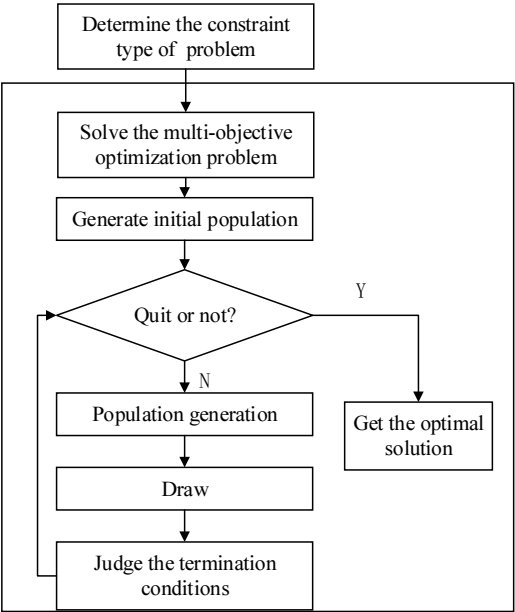 Determine the constraint
type of problem
Solve the multi-objective
optimization problem
Generate initial population
Quit or not?
Y
N
Population generation
Get the optimal
solution
Draw
Judge the termination
conditions